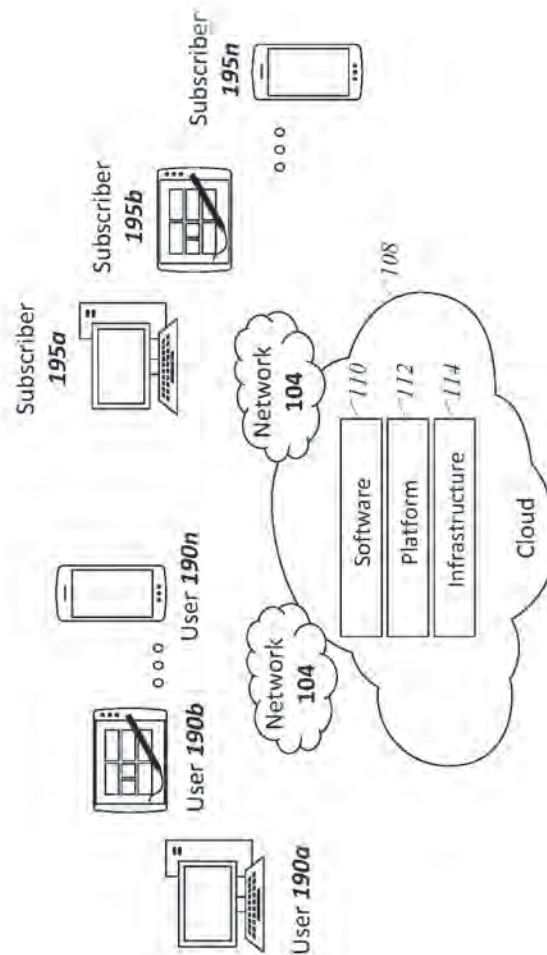 Subscriber
195a
Subscriber
195b
Subscriber
195n
User 190a
User 190b
User 190n
Network
104
Network
104
108
Software
110
Platform
112
Infrastructure
114
Cloud